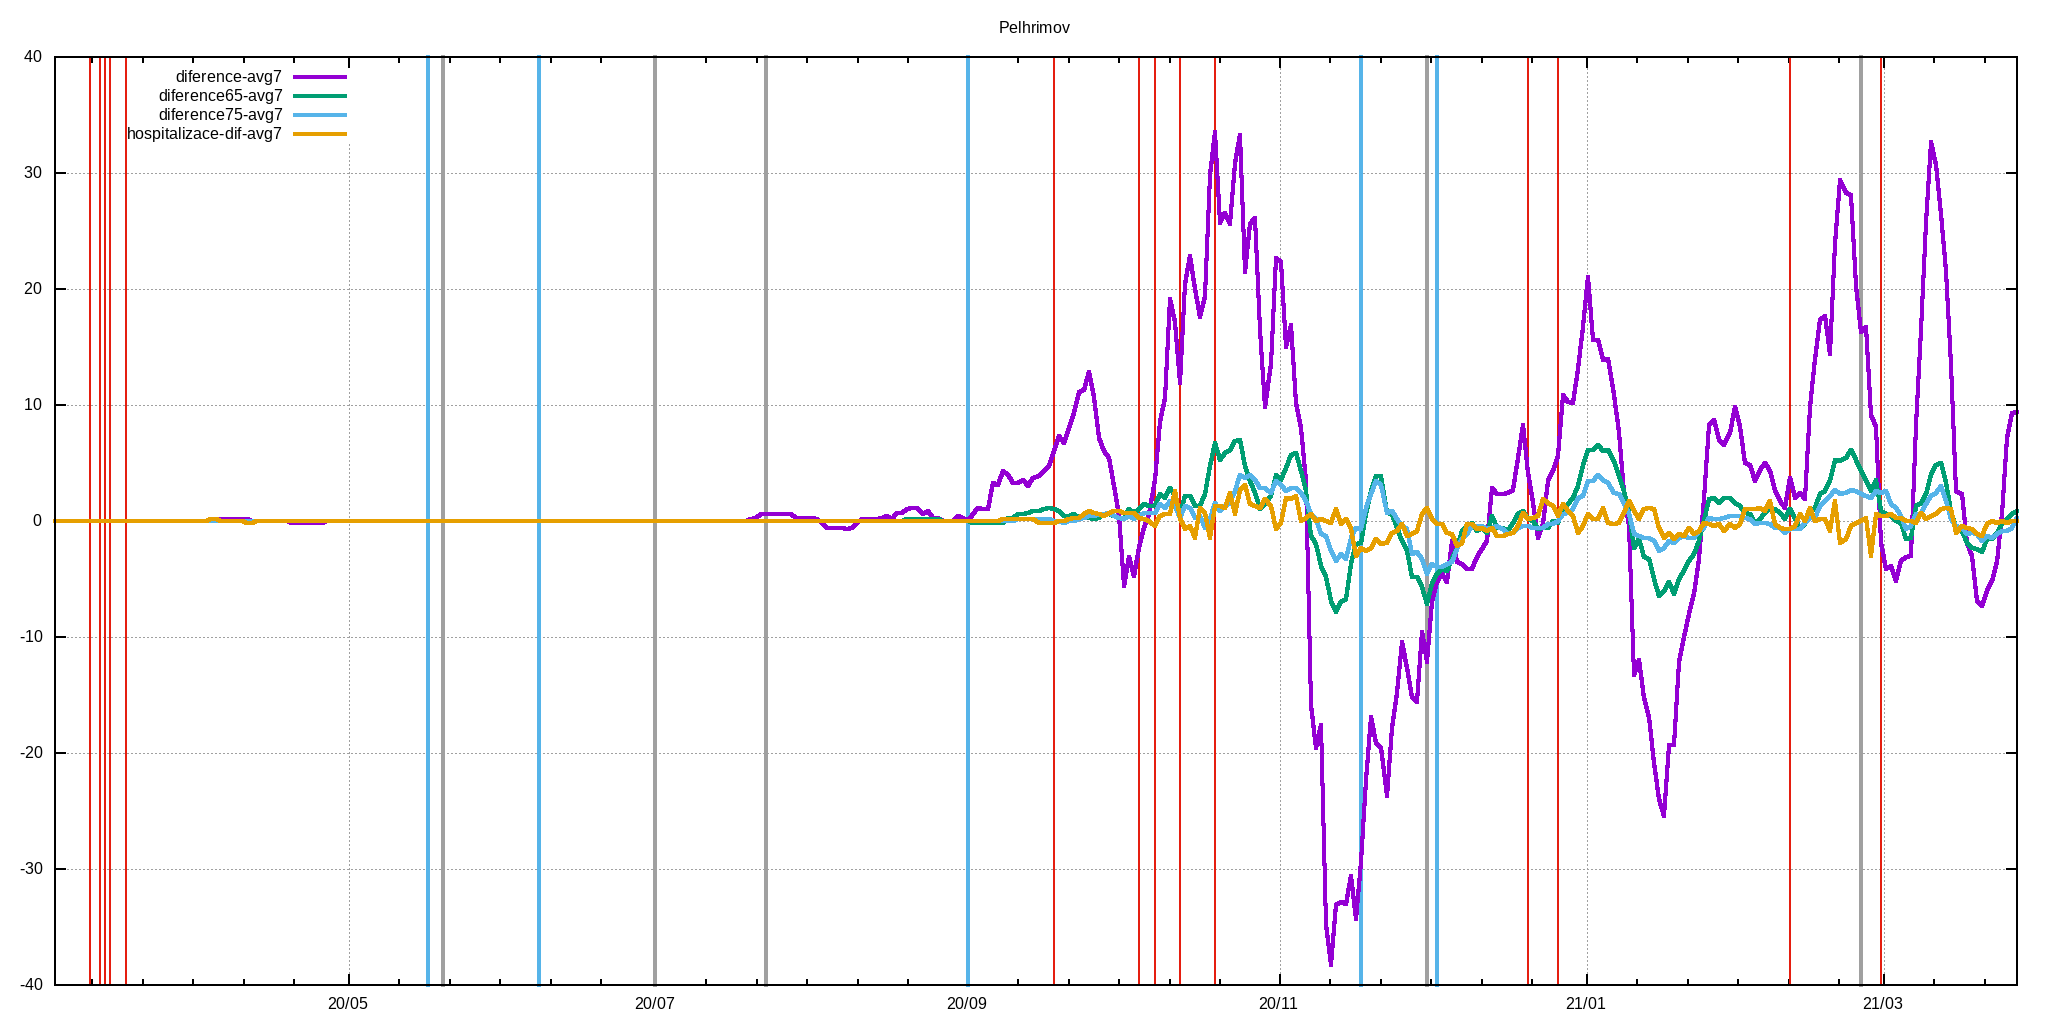 Pelhrimov
diference-avg7
diference65-avg7
diference75-avg7
hospitalizace-dif-avg7
40
30
20
10
0
-10
-20
-30
-40
20/05 20/07 20/09 20/11 21/01 21/03